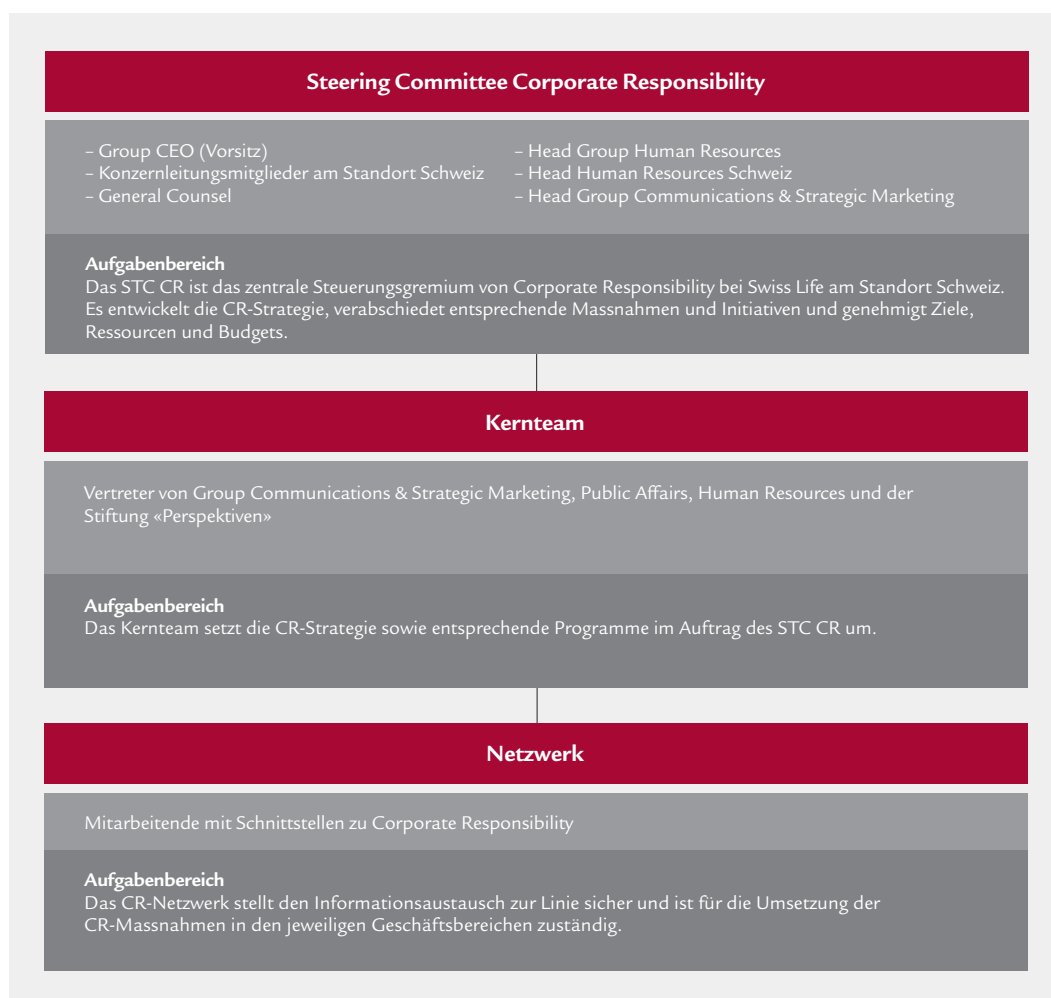 Steering Committee Corporate Responsibility
– Group CEO (Vorsitz)
– Konzernleitungsmitglieder am Standort Schweiz
– General Counsel
– Head Group Human Resources
– Head Human Resources Schweiz
– Head Group Communications & Strategic Marketing
Aufgabenbereich
Das STC CR ist das zentrale Steuerungsgremium von Corporate Responsibility bei Swiss Life am Standort Schweiz.
Es entwickelt die CR-Strategie, verabschiedet entsprechende Massnahmen und Initiativen und genehmigt Ziele,
Ressourcen und Budgets.
Kernteam
Vertreter von Group Communications & Strategic Marketing, Public Affairs, Human Resources und der
Stiftung «Perspektiven»
Aufgabenbereich
Das Kernteam setzt die CR-Strategie sowie entsprechende Programme im Auftrag des STC CR um.
Netzwerk
Mitarbeitende mit Schnittstellen zu Corporate Responsibility
Aufgabenbereich
Das CR-Netzwerk stellt den Informationsaustausch zur Linie sicher und ist für die Umsetzung der
CR-Massnahmen in den jeweiligen Geschäftsbereichen zuständig.